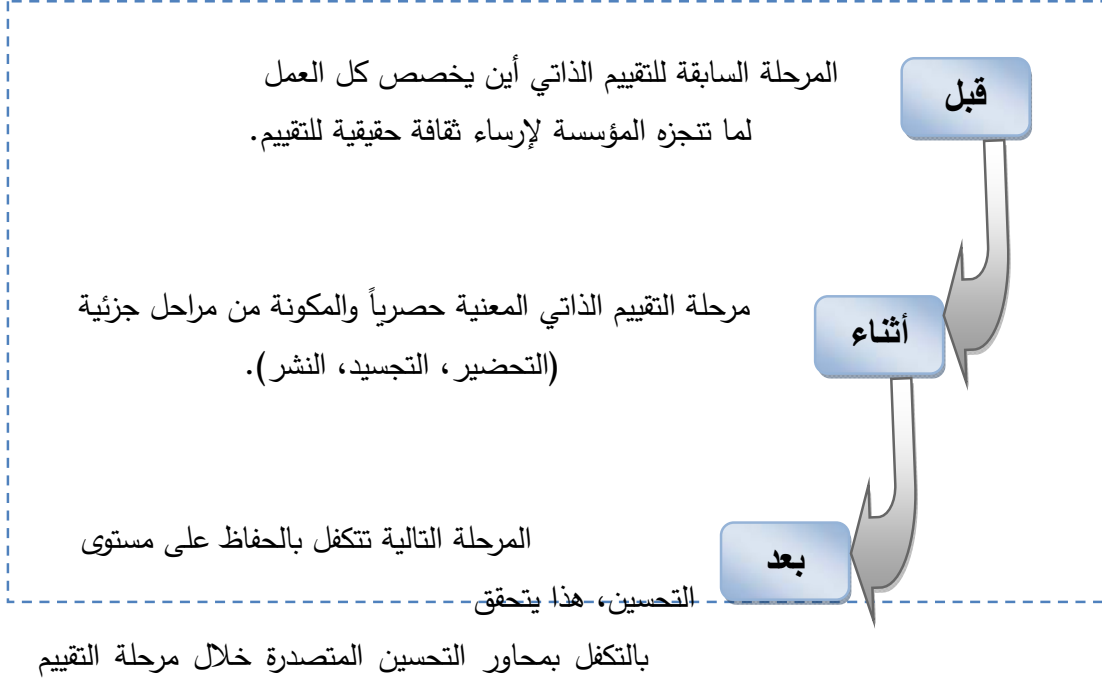 قبل
المرحلة السابقة للتقييم الذاتي أين يخصص كل العمل
لما تنجزه المؤسسة لإرساء ثقافة حقيقية للتقييم.
أثناء
مرحلة التقييم الذاتي المعنية حصرياً والمكونة من مراحل جزئية
(التحضير، التجسيد، النشر).
بعد
المرحلة التالية تتكفل بالحفاظ على مستوى
التحسين، هذا يتحقق
بالتكفل بمحاور التحسين المتصدرة خلال مرحلة التقييم